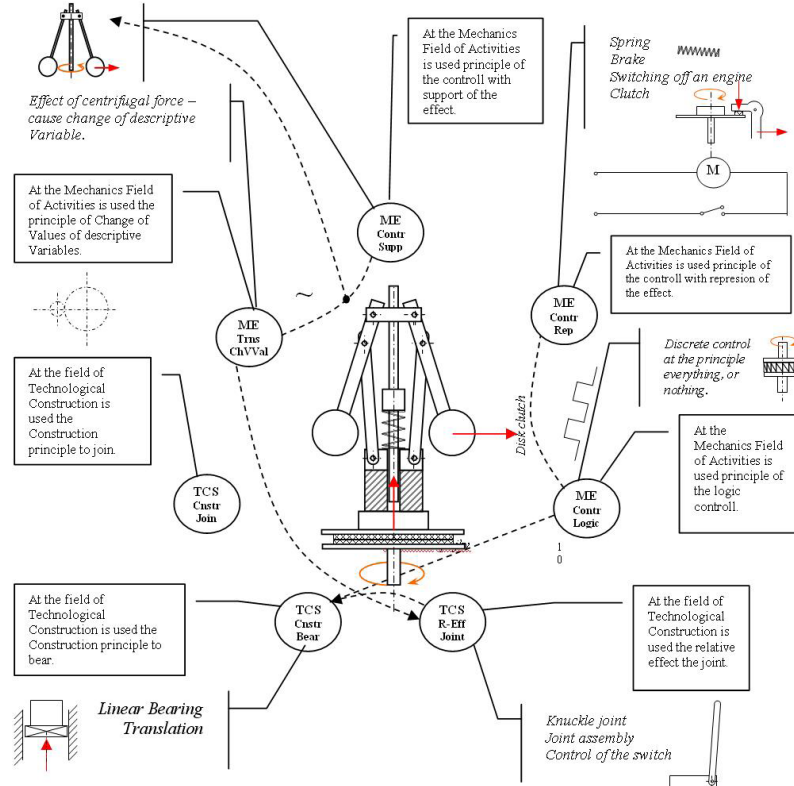 Effect of centrifugal force –
cause change of descriptive
Variable.
At the Mechanics
Field of Activities
is used principle of
the controll with
support of the
effect.
Spring
Brake
Switching off an engine
Clutch
M
At the Mechanics Field
of Activities is used the
principle of Change of
Values of descriptive
Variables.
ME
Contr
Supp
At the Mechanics Field of
Activities is used principle of
the controll with represion of
the effect.
ME
Contr
Rep
~
ME
Trns
ChVVal
Discrete control
at the principle
everything, or
nothing.
At the field of
Technological
Construction is
used the
Construction
principle to join.
Disk clutch
At the
Mechanics Field
of Activities is
used principle of
the logic
controll.
TCS
Cnstr
Join
ME
Contr
Logic
1
0
At the field of
Technological
Construction is used the
Construction principle to
bear.
TCS
Cnstr
Bear
TCS
R-Eff
Joint
At the field of
Technological
Construction is
used the relative
effect the joint.
Linear Bearing
Translation
Knuckle joint
Joint assembly
Control of the switch